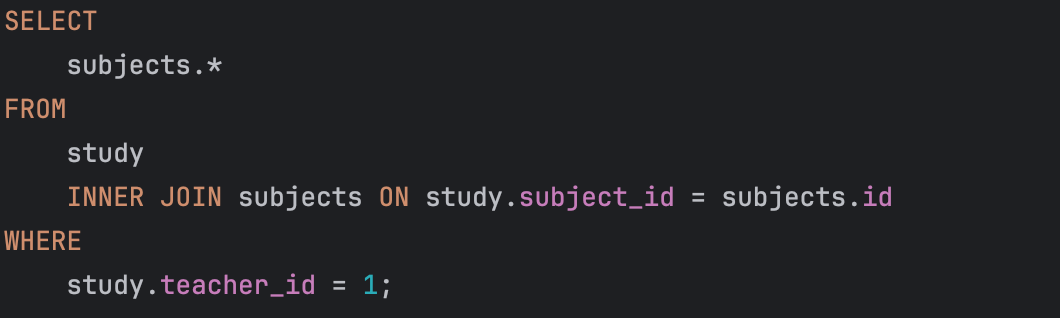 SELECT
    subjects.*
FROM
    study
    INNER JOIN subjects ON study.subject_id = subjects.id
WHERE
    study.teacher_id = 1;